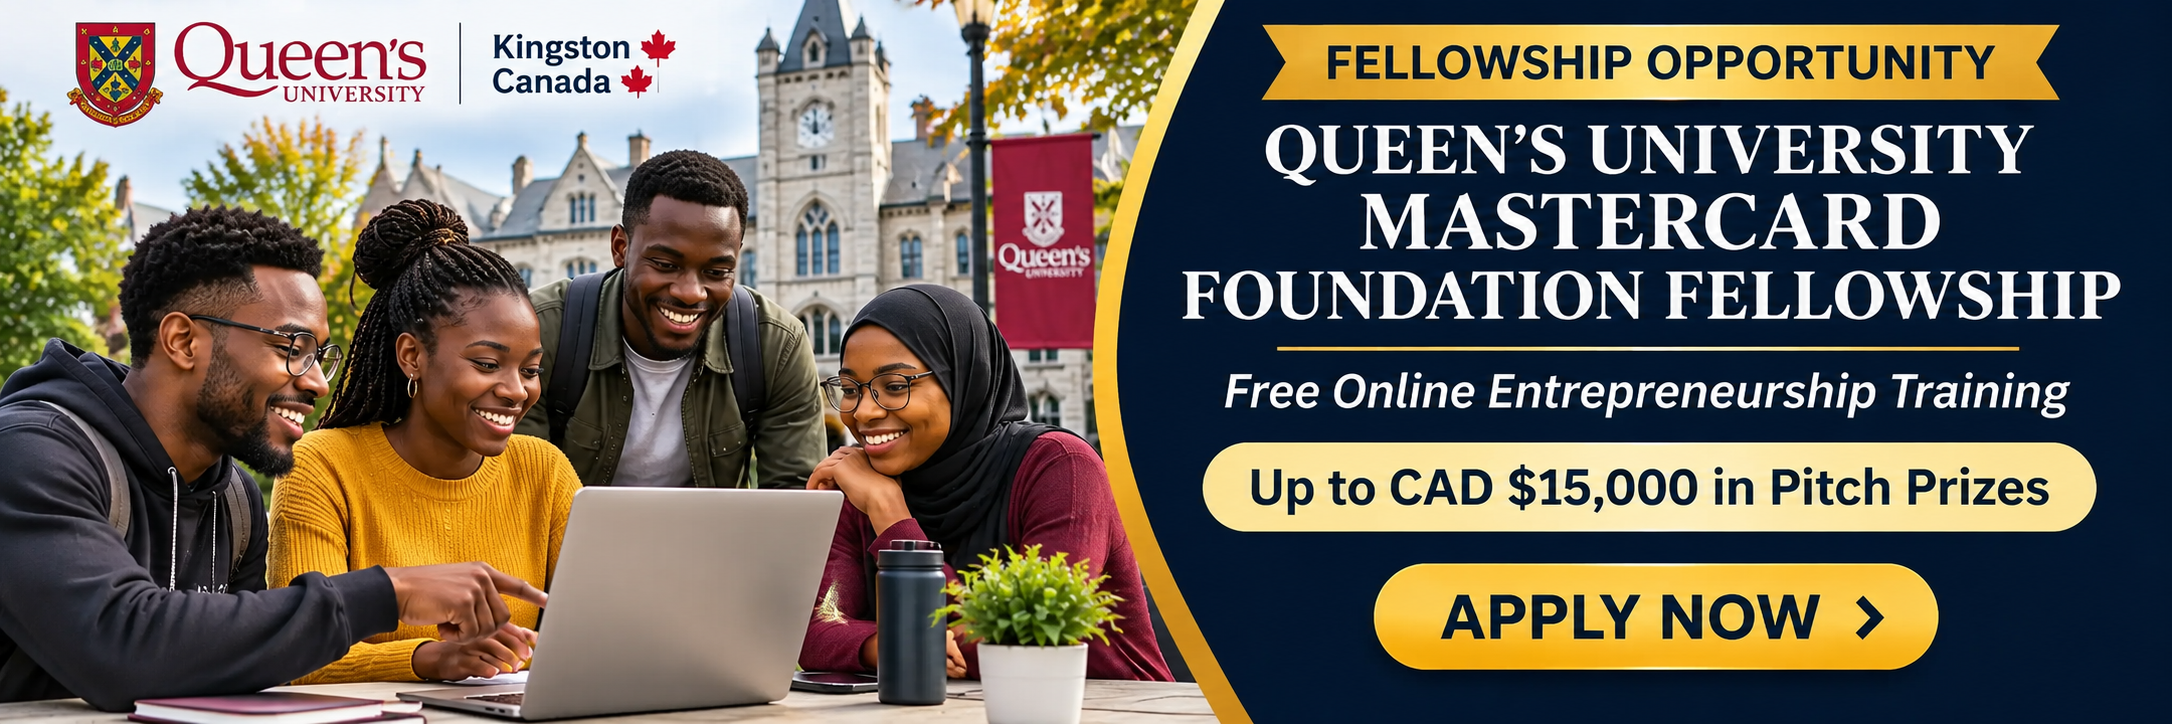 Queen's
UNIVERSITY
Kingston
Canada
Queen's
UNIVERSITY
FELLOWSHIP OPPORTUNITY
QUEEN'S UNIVERSITY
MASTERCARD
FOUNDATION FELLOWSHIP
Free Online Entrepreneurship Training
Up to CAD $15,000 in Pitch Prizes
APPLY NOW